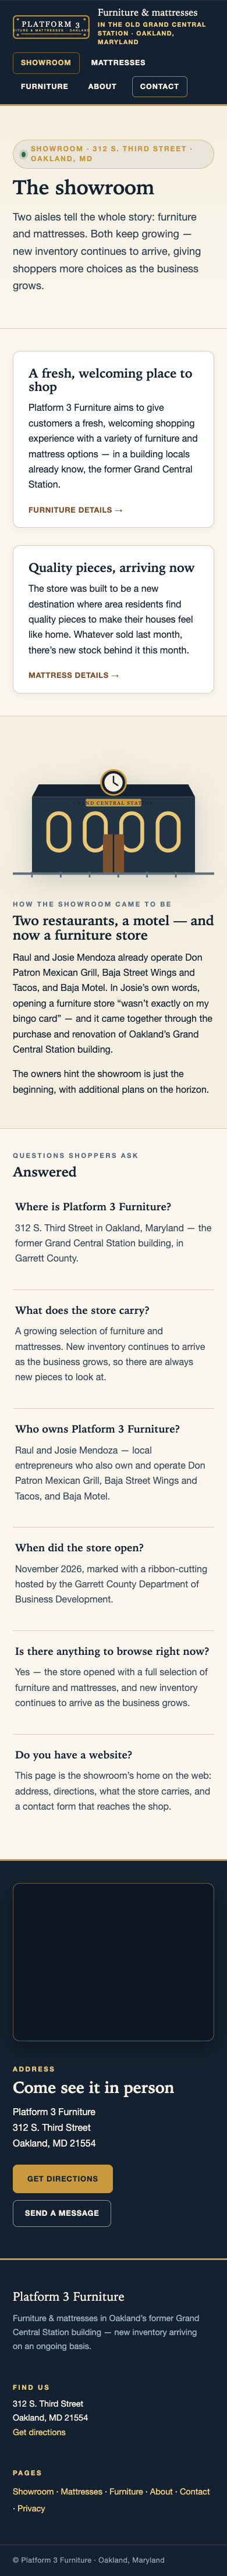 PLATFORM 3
FURNITURE & MATTRESSES · OAKLAND
Furniture & mattresses
IN THE OLD GRAND CENTRAL
STATION · OAKLAND,
MARYLAND
SHOWROOM
MATTRESSES
FURNITURE
ABOUT
CONTACT
SHOWROOM · 312 S. THIRD STREET ·
OAKLAND, MD
The showroom
Two aisles tell the whole story: furniture
and mattresses. Both keep growing —
new inventory continues to arrive, giving
shoppers more choices as the business
grows.
A fresh, welcoming place to
shop
Platform 3 Furniture aims to give
customers a fresh, welcoming shopping
experience with a variety of furniture and
mattress options — in a building locals
already know, the former Grand Central
Station.
FURNITURE DETAILS →
Quality pieces, arriving now
The store was built to be a new
destination where area residents find
quality pieces to make their houses feel
like home. Whatever sold last month,
there's new stock behind it this month.
MATTRESS DETAILS →
GRAND CENTRAL STATION
HOW THE SHOWROOM CAME TO BE
Two restaurants, a motel — and
now a furniture store
Raul and Josie Mendoza already operate Don
Patron Mexican Grill, Baja Street Wings and
Tacos, and Baja Motel. In Josie's own words,
opening a furniture store “wasn't exactly on my
bingo card” — and it came together through the
purchase and renovation of Oakland's Grand
Central Station building.
The owners hint the showroom is just the
beginning, with additional plans on the horizon.
QUESTIONS SHOPPERS ASK
Answered
Where is Platform 3 Furniture?
312 S. Third Street in Oakland, Maryland — the
former Grand Central Station building, in
Garrett County.
What does the store carry?
A growing selection of furniture and
mattresses. New inventory continues to arrive
as the business grows, so there are always
new pieces to look at.
Who owns Platform 3 Furniture?
Raul and Josie Mendoza — local
entrepreneurs who also own and operate Don
Patron Mexican Grill, Baja Street Wings and
Tacos, and Baja Motel.
When did the store open?
November 2026, marked with a ribbon-cutting
hosted by the Garrett County Department of
Business Development.
Is there anything to browse right now?
Yes — the store opened with a full selection of
furniture and mattresses, and new inventory
continues to arrive as the business grows.
Do you have a website?
This page is the showroom's home on the web:
address, directions, what the store carries, and
a contact form that reaches the shop.
ADDRESS
Come see it in person
Platform 3 Furniture
312 S. Third Street
Oakland, MD 21554
GET DIRECTIONS
SEND A MESSAGE
Platform 3 Furniture
Furniture & mattresses in Oakland's former Grand
Central Station building — new inventory arriving
on an ongoing basis.
FIND US
312 S. Third Street
Oakland, MD 21554
Get directions
PAGES
Showroom · Mattresses · Furniture · About · Contact
· Privacy
© Platform 3 Furniture · Oakland, Maryland